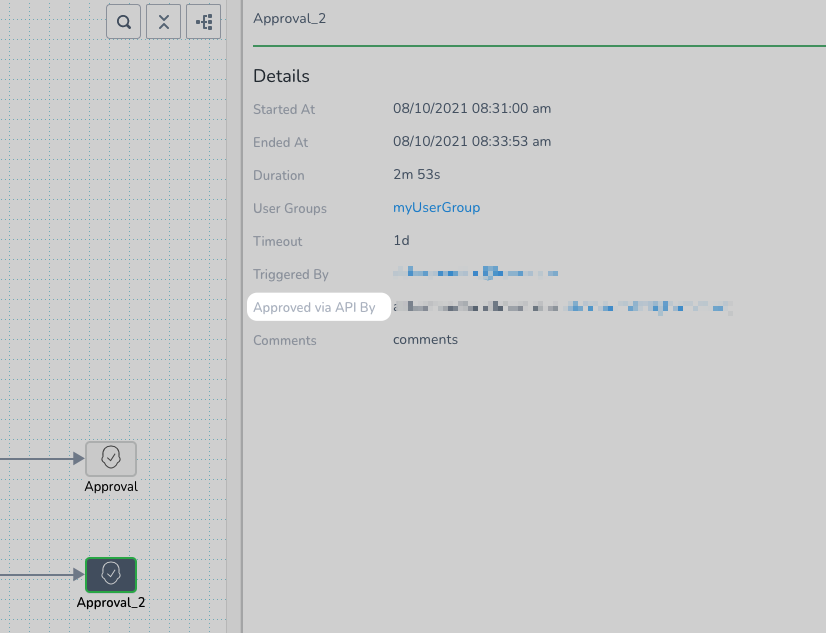 Approval_2
Details
Started At 08/10/2021 08:31:00 am
Ended At 08/10/2021 08:33:53 am
Duration 2m 53s
User Groups myUserGroup
Timeout 1d
Triggered By
Approved via API By
Comments comments
Approval
Approval_2